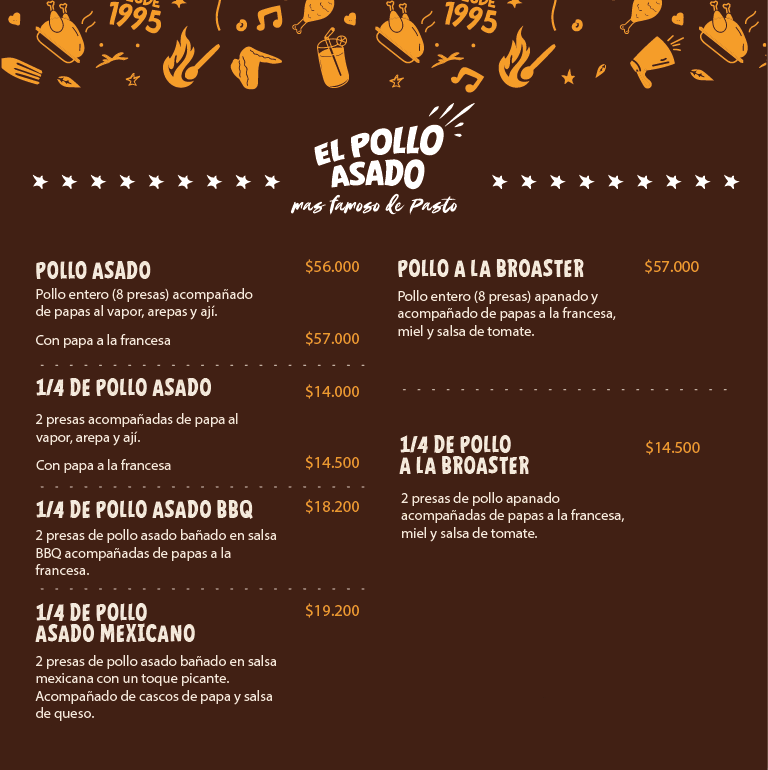 1995
1995
EL POLLO
ASADO
mas famoso de Pasto
POLLO ASADO
$56.000
Pollo entero (8 presas) acompañado
de papas al vapor, arepas y ají.
Con papa a la francesa
$57.000
1/4 DE POLLO ASADO
$14.000
2 presas acompañadas de papa al
vapor, arepa y ají.
Con papa a la francesa
$14.500
1/4 DE POLLO ASADO BBQ
$18.200
2 presas de pollo asado bañado en salsa
BBQ acompañadas de papas a la
francesa.
1/4 DE POLLO
ASADO MEXICANO
$19.200
2 presas de pollo asado bañado en salsa
mexicana con un toque picante.
Acompañado de cascos de papa y salsa
de queso.
POLLO A LA BROASTER
$57.000
Pollo entero (8 presas) apanado y
acompañado de papas a la francesa,
miel y salsa de tomate.
1/4 DE POLLO
A LA BROASTER
$14.500
2 presas de pollo apanado
acompañadas de papas a la francesa,
miel y salsa de tomate.